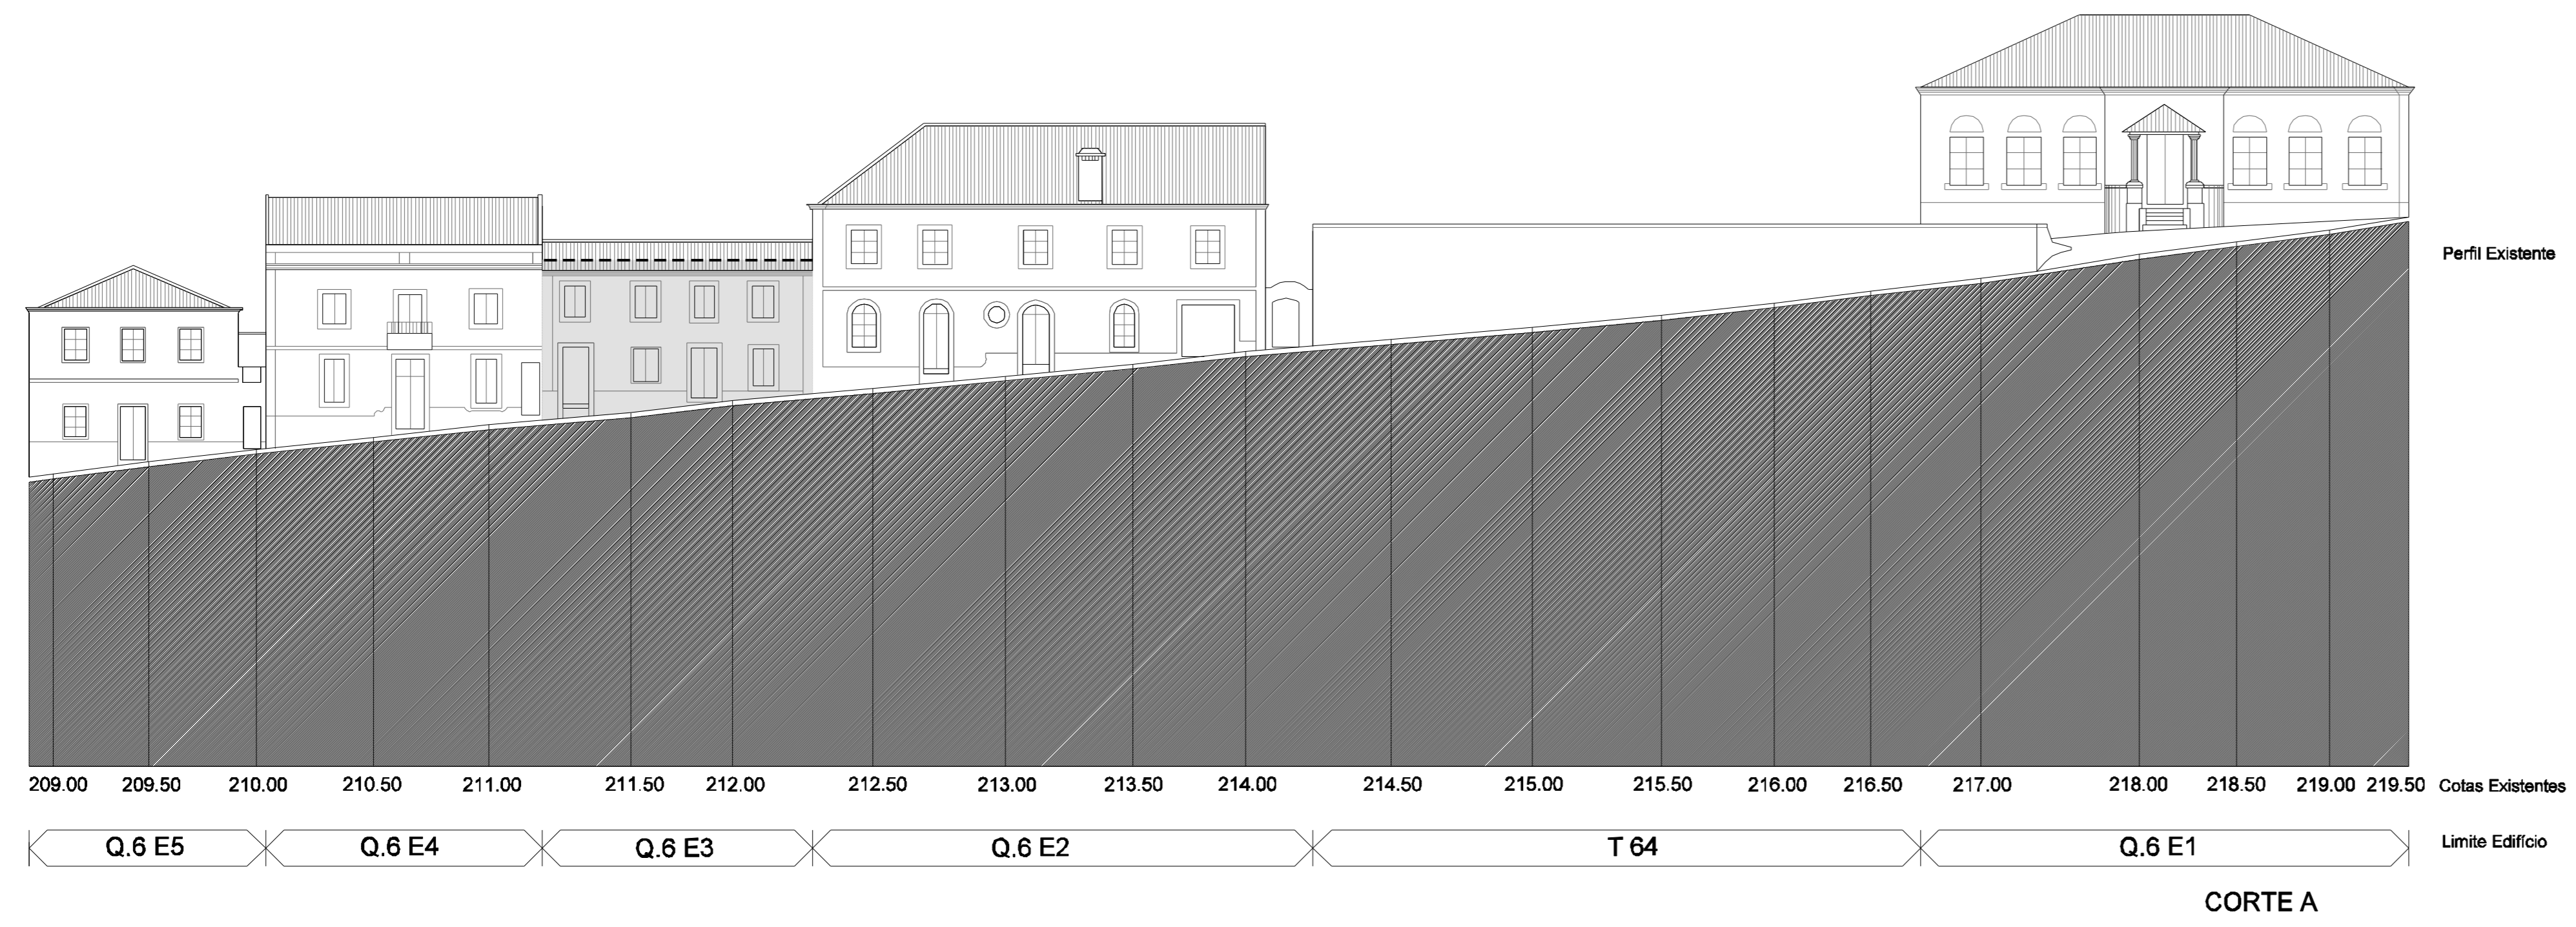 Perfil Existente
209.00 209.50 210.00 210.50 211.00 211.50 212.00 212.50 213.00 213.50 214.00 214.50 215.00 215.50 216.00 216.50 217.00 218.00 218.50 219.00 219.50 Cotas Existentes
Q.6 E5 Q.6 E4 Q.6 E3 Q.6 E2 T 64 Q.6 E1 Limite Edifício
CORTE A